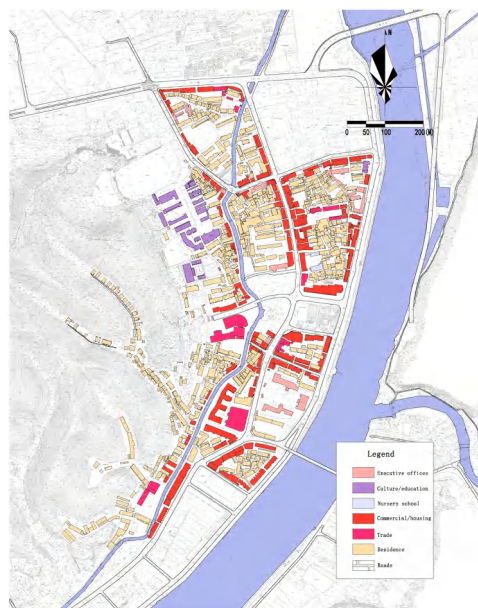 N
0 50 100 200(M)
Legend
Executive offices
Culture/education
Nursery school
Commercial/housing
Trade
Residence
Roads